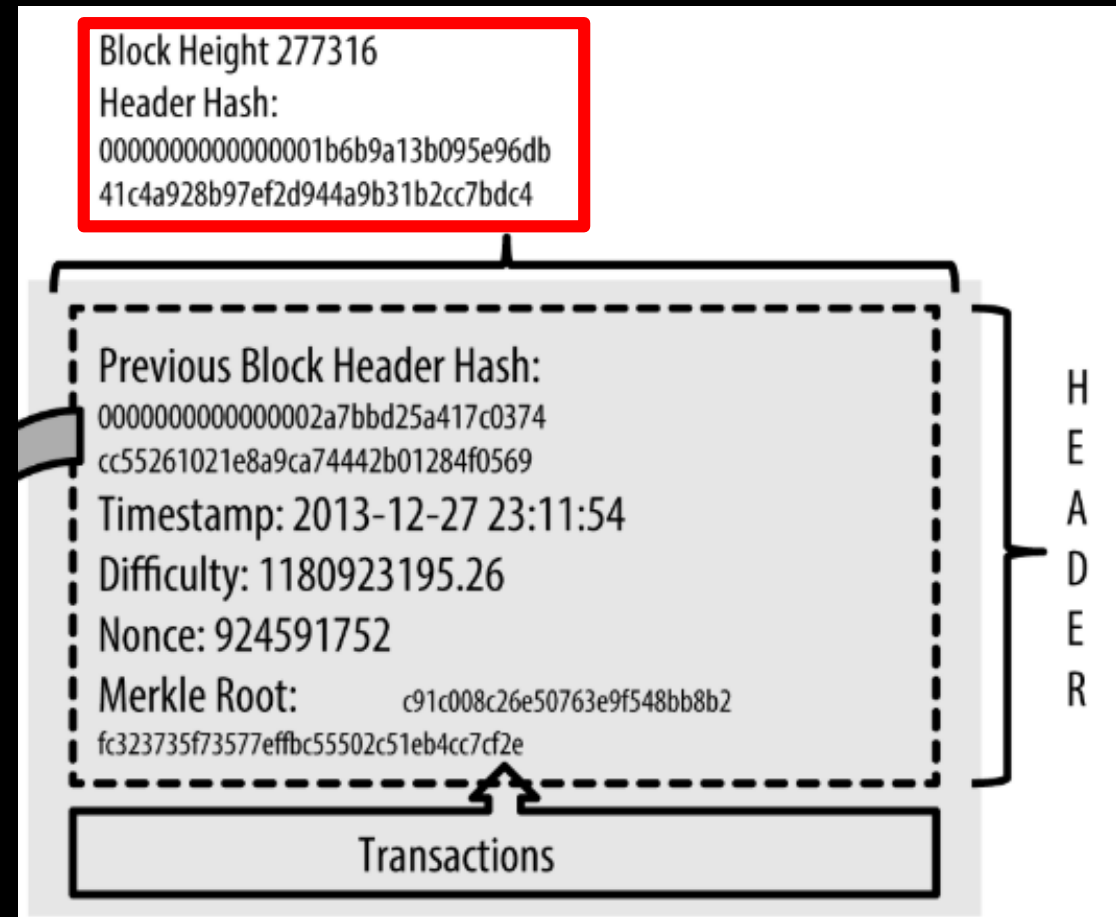 Block Height 277316
Header Hash:
0000000000000001b6b9a13b095e96db
41c4a928b97ef2d944a9b31b2cc7bdc4
Previous Block Header Hash:
0000000000000002a7bbd25a417c0374
cc55261021e8a9ca74442b01284f0569
Timestamp: 2013-12-27 23:11:54
Difficulty: 1180923195.26
Nonce: 924591752
Merkle Root: c91c008c26e50763e9f548bb8b2
fc323735f73577effbc55502c51eb4cc7cf2e
Transactions
HEADER